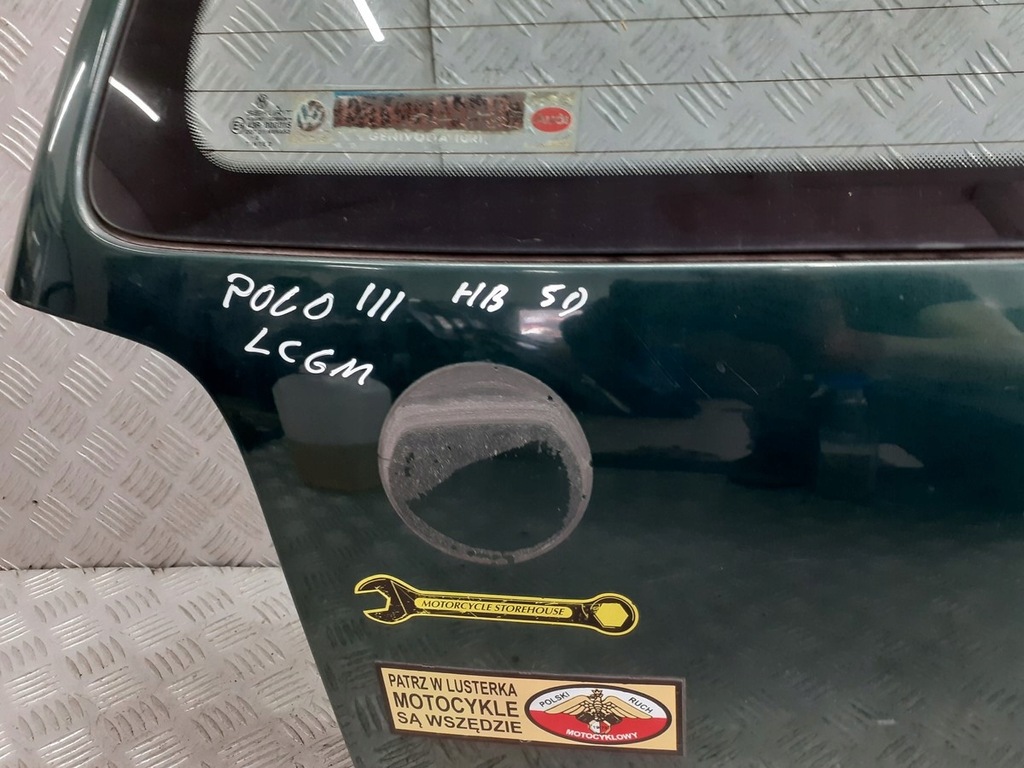 POLO III HB 5D
LCGM
MOTORCYCLE STOREHOUSE
PATRZ W LUSTERKA
MOTOCYKLE
SĄ WSZĘDZIE
POLSKI RUCH
MOTOCYKLOWY